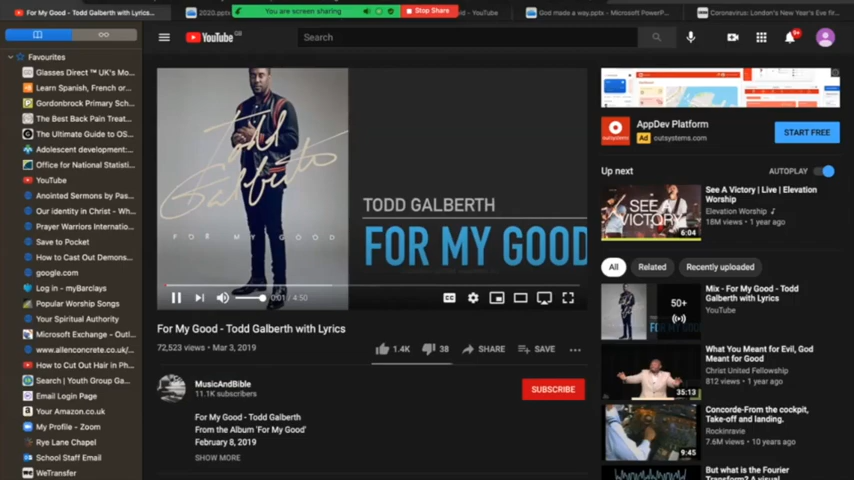 For My Good - Todd Galberth with Lyrics...
2020.pptx
You are screen sharing
Stop Share
d - YouTube
God made a way.pptx - Microsoft PowerP...
Coronavirus: London's New Year's Eve fir...
Favourites
Glasses Direct ™ UK's Mo...
Learn Spanish, French or...
Gordonbrock Primary Sch...
The Best Back Pain Treat...
The Ultimate Guide to OS...
Adolescent development:...
Office for National Statisti...
YouTube
Anointed Sermons by Pas...
Our identity in Christ - Wh...
Prayer Warriors Internatio...
Save to Pocket
How to Cast Out Demons...
google.com
Log in - myBarclays
Popular Worship Songs
Your Spiritual Authority
Microsoft Exchange - Outl...
www.allenconcrete.co.uk/...
How to Cut Out Hair in Ph...
Search | Youth Group Ga...
Email Login Page
Your Amazon.co.uk
My Profile - Zoom
Rye Lane Chapel
School Staff Email
WeTransfer
YouTube GB
Search
9+
Todd
Galberth
FOR MY GOOD
TODD GALBERTH
FOR MY GOOD
0:01 / 4:50
CC
For My Good - Todd Galberth with Lyrics
72,523 views • Mar 3, 2019
1.4K
38
SHARE
SAVE
MusicAndBible
11.1K subscribers
SUBSCRIBE
For My Good - Todd Galberth
From the Album 'For My Good'
February 8, 2019
SHOW MORE
outsystems
AppDev Platform
Ad outsystems.com
START FREE
Up next
AUTOPLAY
SEE A
VICTORY
6:04
See A Victory | Live | Elevation
Worship
Elevation Worship
18M views • 1 year ago
All
Related
Recently uploaded
50+
Mix - For My Good - Todd
Galberth with Lyrics
YouTube
35:13
What You Meant for Evil, God
Meant for Good
Christ United Fellowship
812 views • 1 year ago
9:45
Concorde-From the cockpit,
Take-off and landing.
Rockinravie
7.6M views • 10 years ago
But what is the Fourier
Transform? A visual